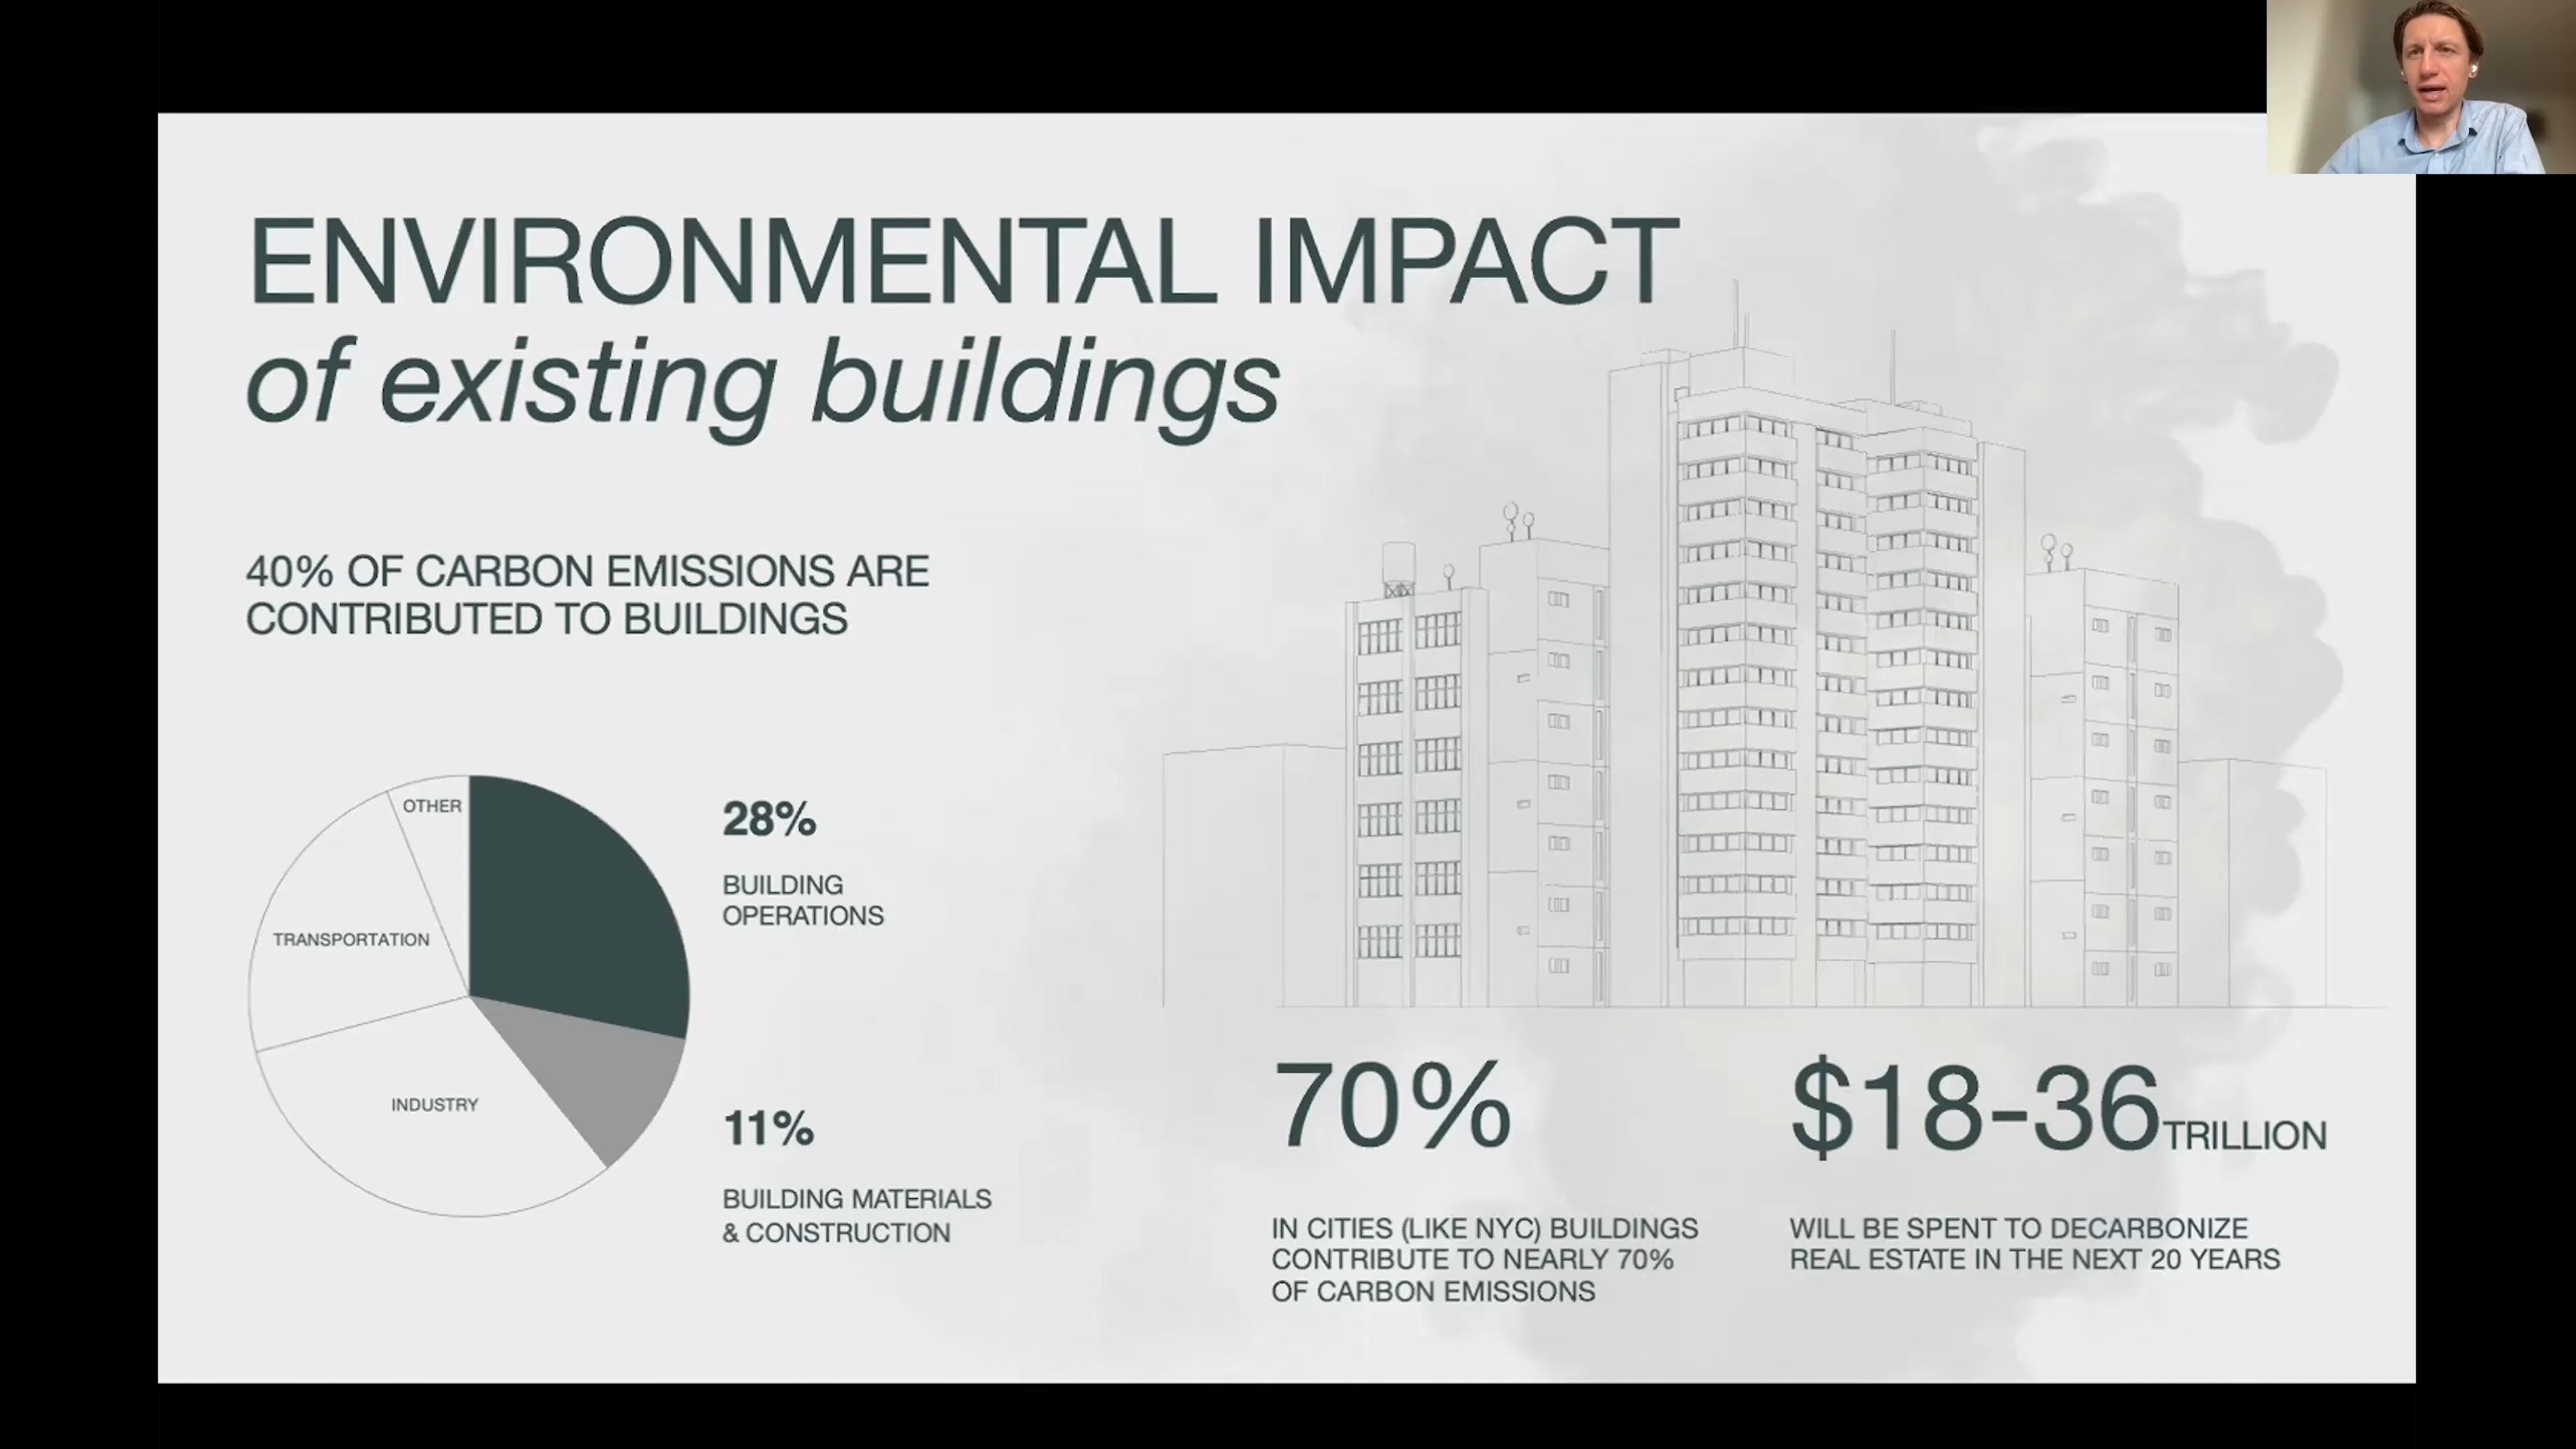 ENVIRONMENTAL IMPACT
of existing buildings
40% OF CARBON EMISSIONS ARE
CONTRIBUTED TO BUILDINGS
OTHER
TRANSPORTATION
INDUSTRY
28%
BUILDING
OPERATIONS
11%
BUILDING MATERIALS
& CONSTRUCTION
70%
IN CITIES (LIKE NYC) BUILDINGS
CONTRIBUTE TO NEARLY 70%
OF CARBON EMISSIONS
$18-36 TRILLION
WILL BE SPENT TO DECARBONIZE
REAL ESTATE IN THE NEXT 20 YEARS